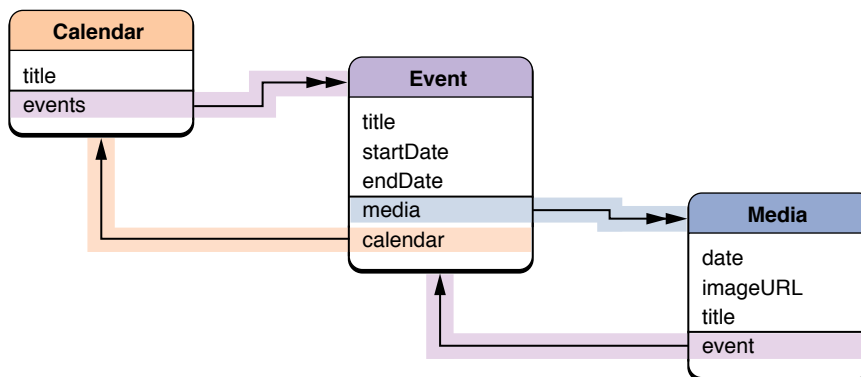 Calendar
title
events
Event
title
startDate
endDate
media
calendar
Media
date
imageURL
title
event